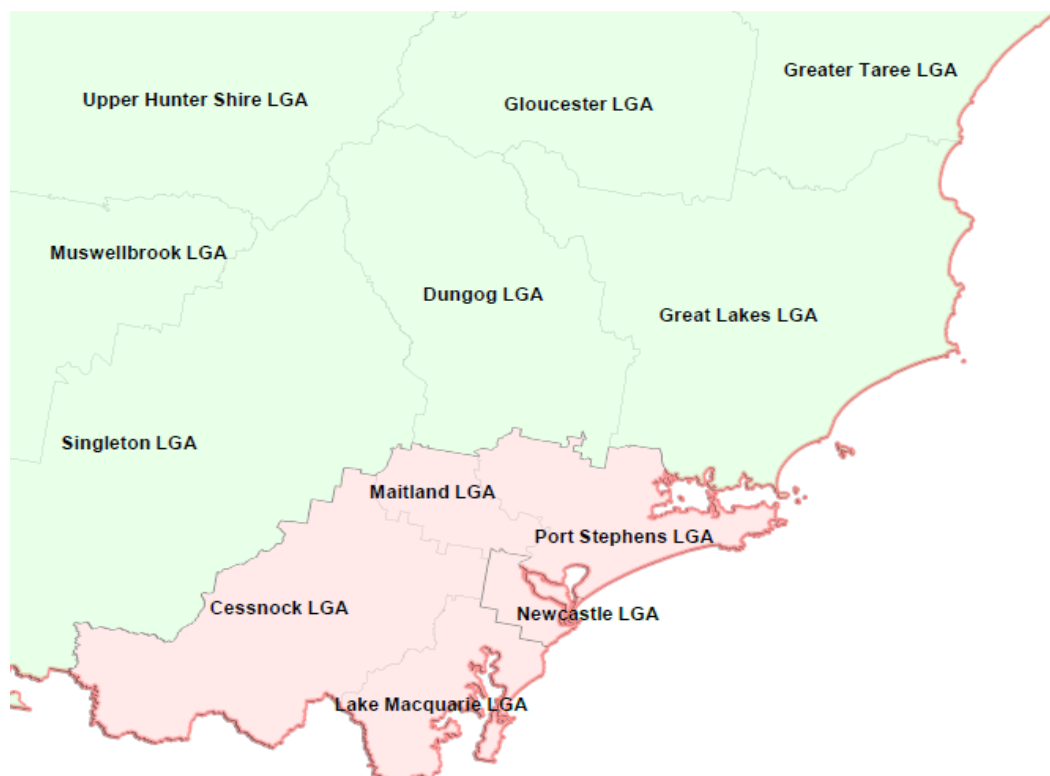 Greater Taree LGA
Upper Hunter Shire LGA
Gloucester LGA
Muswellbrook LGA
Dungog LGA
Great Lakes LGA
Singleton LGA
Maitland LGA
Port Stephens LGA
Cessnock LGA
Newcastle LGA
Lake Macquarie LGA